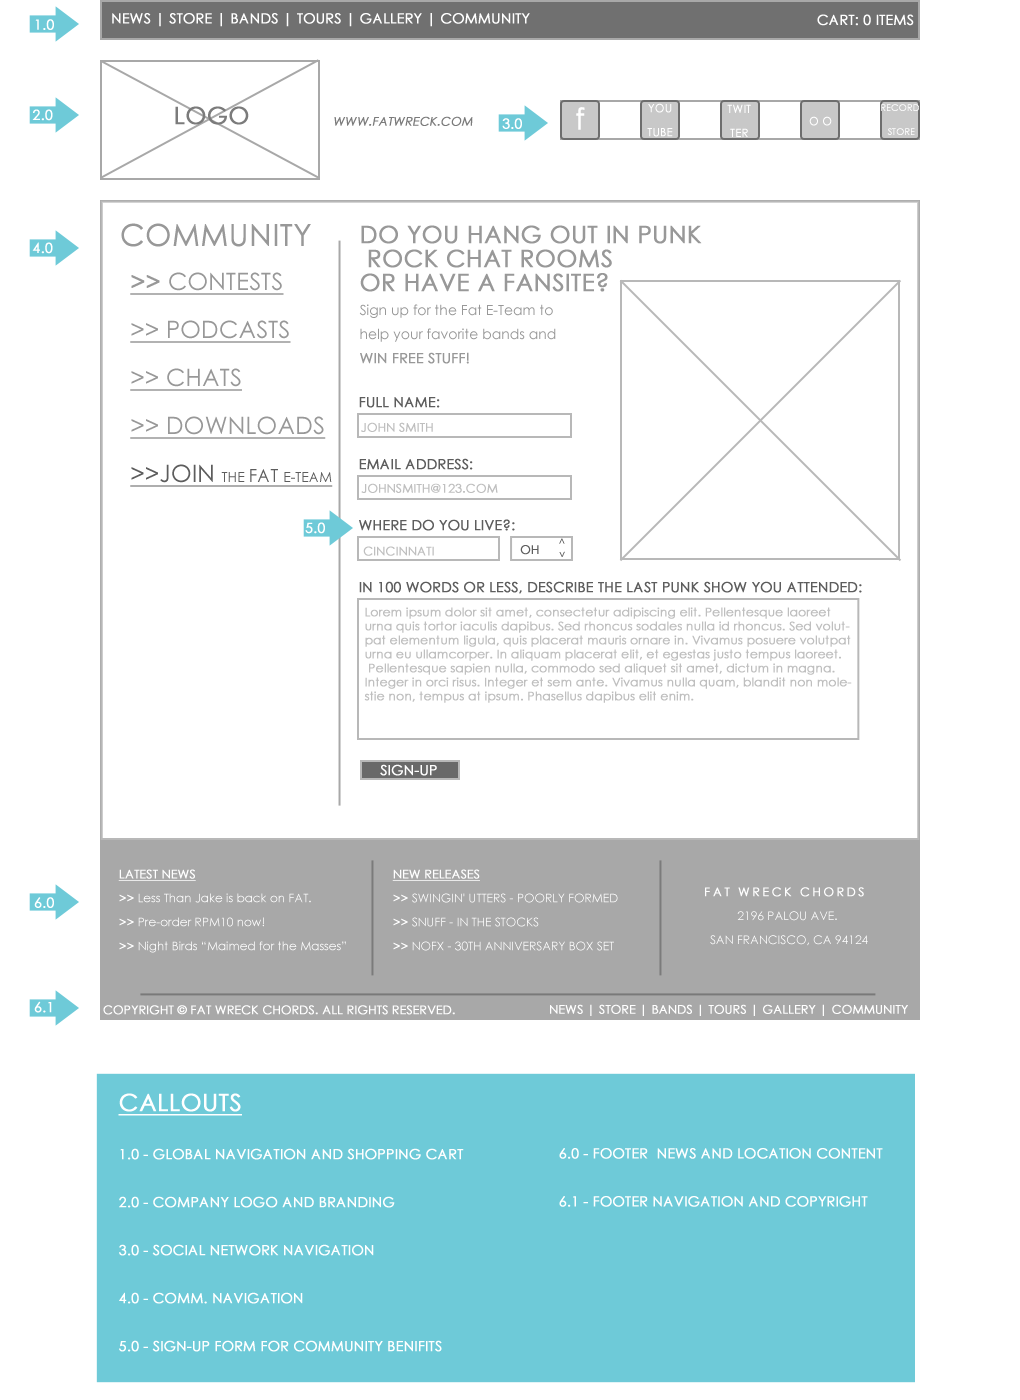 1.0
NEWS | STORE | BANDS | TOURS | GALLERY | COMMUNITY
CART: 0 ITEMS
2.0
LOGO
WWW.FATWRECK.COM
3.0
f
YOU
TUBE
TWIT
TER
O O
RECORD
STORE
4.0
COMMUNITY
>> CONTESTS
>> PODCASTS
>> CHATS
>> DOWNLOADS
>>JOIN THE FAT E-TEAM
DO YOU HANG OUT IN PUNK
ROCK CHAT ROOMS
OR HAVE A FANSITE?
Sign up for the Fat E-Team to
help your favorite bands and
WIN FREE STUFF!
FULL NAME:
JOHN SMITH
EMAIL ADDRESS:
JOHNSMITH@123.COM
5.0
WHERE DO YOU LIVE?:
CINCINNATI
OH
IN 100 WORDS OR LESS, DESCRIBE THE LAST PUNK SHOW YOU ATTENDED:
Lorem ipsum dolor sit amet, consectetur adipiscing elit. Pellentesque laoreet
urna quis tortor iaculis dapibus. Sed rhoncus sodales nulla id rhoncus. Sed volut-
pat elementum ligula, quis placerat mauris ornare in. Vivamus posuere volutpat
urna eu ullamcorper. In aliquam placerat elit, et egestas justo tempus laoreet.
Pellentesque sapien nulla, commodo sed aliquet sit amet, dictum in magna.
Integer in orci risus. Integer et sem ante. Vivamus nulla quam, blandit non mole-
stie non, tempus at ipsum. Phasellus dapibus elit enim.
SIGN-UP
6.0
LATEST NEWS
>> Less Than Jake is back on FAT.
>> Pre-order RPM10 now!
>> Night Birds “Maimed for the Masses”
NEW RELEASES
>> SWINGIN' UTTERS - POORLY FORMED
>> SNUFF - IN THE STOCKS
>> NOFX - 30TH ANNIVERSARY BOX SET
FAT WRECK CHORDS
2196 PALOU AVE.
SAN FRANCISCO, CA 94124
6.1
COPYRIGHT © FAT WRECK CHORDS. ALL RIGHTS RESERVED.
NEWS | STORE | BANDS | TOURS | GALLERY | COMMUNITY
CALLOUTS
1.0 - GLOBAL NAVIGATION AND SHOPPING CART
2.0 - COMPANY LOGO AND BRANDING
3.0 - SOCIAL NETWORK NAVIGATION
4.0 - COMM. NAVIGATION
5.0 - SIGN-UP FORM FOR COMMUNITY BENIFITS
6.0 - FOOTER NEWS AND LOCATION CONTENT
6.1 - FOOTER NAVIGATION AND COPYRIGHT